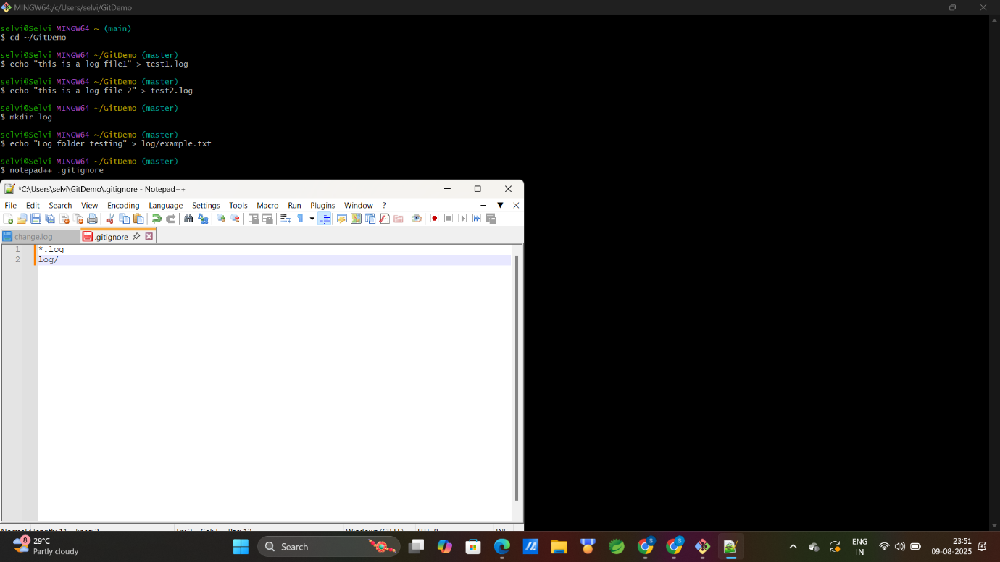 MINGW64:/c/Users/selvi/GitDemo
selvi@Selvi MINGW64 ~ (main)
$ cd ~/GitDemo
selvi@Selvi MINGW64 ~/GitDemo (master)
$ echo "this is a log file1" > test1.log
selvi@Selvi MINGW64 ~/GitDemo (master)
$ echo "this is a log file 2" > test2.log
selvi@Selvi MINGW64 ~/GitDemo (master)
$ mkdir log
selvi@Selvi MINGW64 ~/GitDemo (master)
$ echo "Log folder testing" > log/example.txt
selvi@Selvi MINGW64 ~/GitDemo (master)
$ notepad++ .gitignore
*C:\Users\selvi\GitDemo\.gitignore - Notepad++
File Edit Search View Encoding Language Settings Tools Macro Run Plugins Window ?
change.log .gitignore
1 *.log
2 log/
8 29°C
Partly cloudy
Search
ENG
IN
23:51
09-08-2025